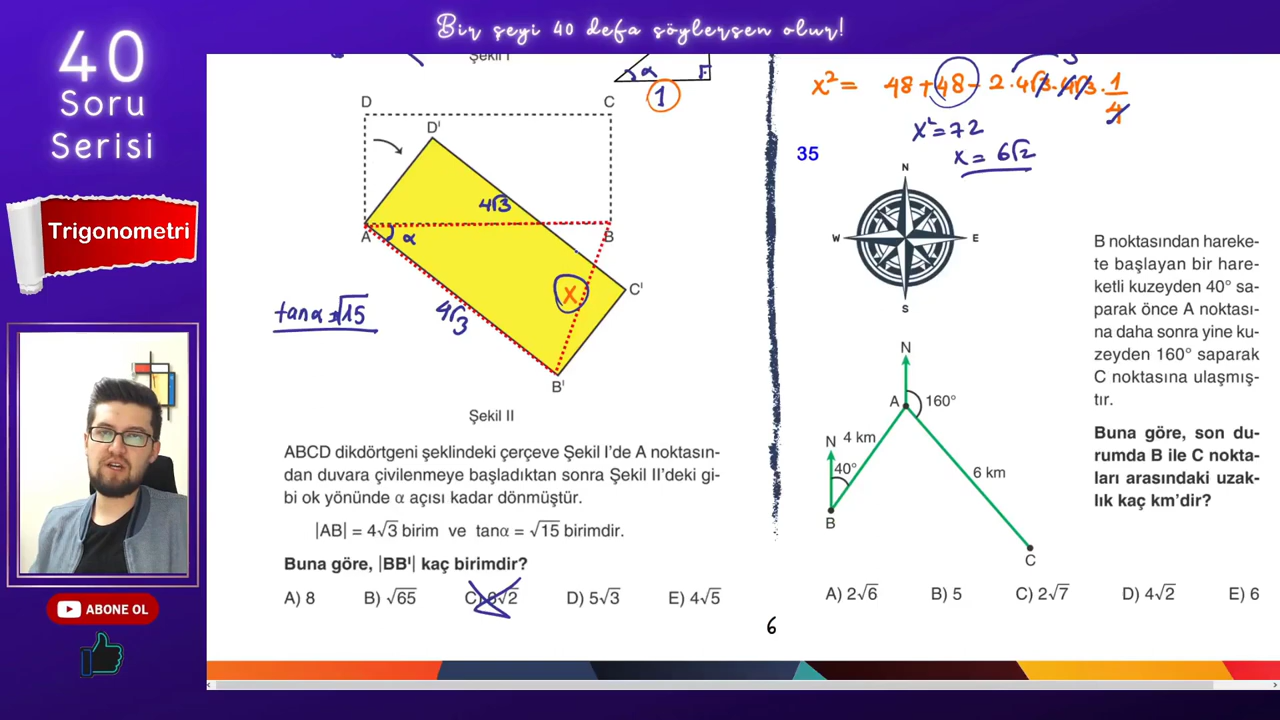 Bir şeyi 40 defa söylersen olur!
40
Soru
Serisi
Trigonometri
ABONE OL
α
1
D
C
D'
4√3
A
α
B
X
C'
tanα = √15
4√3
B'
Şekil II
ABCD dikdörtgeni şeklindeki çerçeve Şekil I'de A noktasın-
dan duvara çivilenmeye başladıktan sonra Şekil II'deki gi-
bi ok yönünde α açısı kadar dönmüştür.
|AB| = 4√3 birim ve tanα = √15 birimdir.
Buna göre, |BB'| kaç birimdir?
A) 8 B) √65 C) 6√2 D) 5√3 E) 4√5
x² = 48 + 48 - 2 · 4√3 · 4√3 · 1/4
x² = 72
x = 6√2
35
N
W
E
S
B noktasından hareke-
te başlayan bir hare-
ketli kuzeyden 40° sa-
parak önce A noktası-
na daha sonra yine ku-
zeyden 160° saparak
C noktasına ulaşmış-
tır.
Buna göre, son du-
rumda B ile C nokta-
ları arasındaki uzak-
lık kaç km'dir?
N
A
160°
N
4 km
40°
6 km
B
C
A) 2√6 B) 5 C) 2√7 D) 4√2 E) 6
6